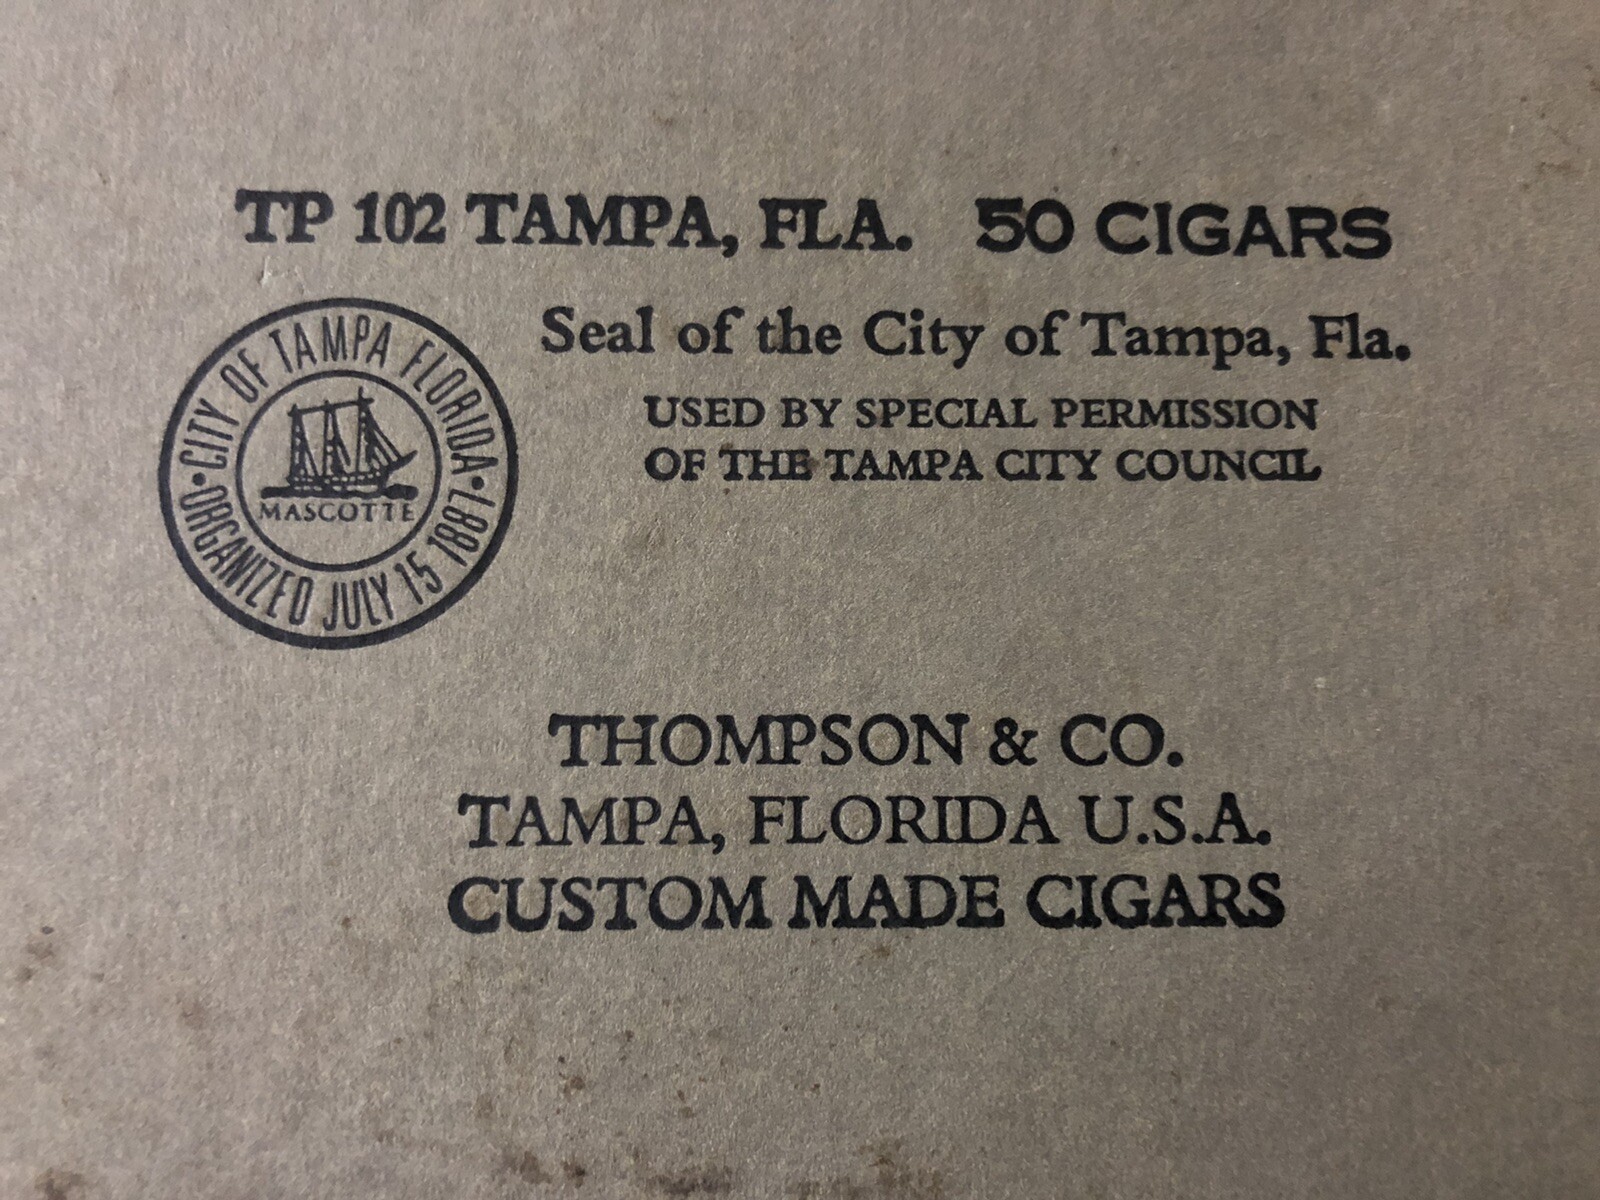 TP 102 TAMPA, FLA. 50 CIGARS
Seal of the City of Tampa, Fla.
USED BY SPECIAL PERMISSION
OF THE TAMPA CITY COUNCIL
•CITY OF TAMPA FLORIDA•
ORGANIZED JULY 15 1887
MASCOTTE
THOMPSON & CO.
TAMPA, FLORIDA U.S.A.
CUSTOM MADE CIGARS